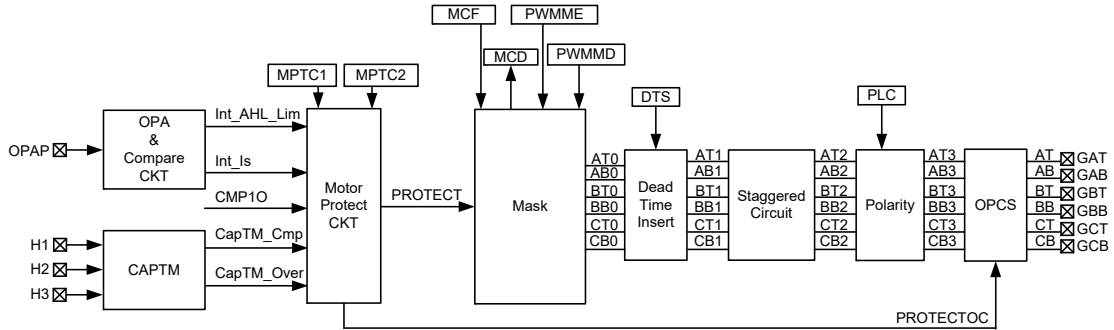 MCF
PWMME
MCD
PWMMD
MPTC1
MPTC2
DTS
PLC
OPAP
OPA
&
Compare
CKT
Int_AHL_Lim
Int_Is
CMP1O
CapTM_Cmp
CapTM_Over
H1
H2
H3
CAPTM
Motor
Protect
CKT
PROTECT
Mask
AT0
AB0
BT0
BB0
CT0
CB0
Dead
Time
Insert
AT1
AB1
BT1
BB1
CT1
CB1
Staggered
Circuit
AT2
AB2
BT2
BB2
CT2
CB2
Polarity
AT3
AB3
BT3
BB3
CT3
CB3
OPCS
AT
AB
BT
BB
CT
CB
GAT
GAB
GBT
GBB
GCT
GCB
PROTECTOC